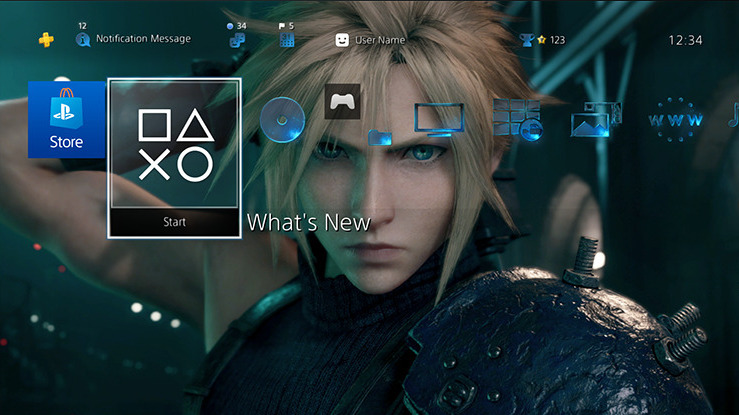 12
Notification Message
34
5
User Name
123
12:34
Store
Start
What's New
www